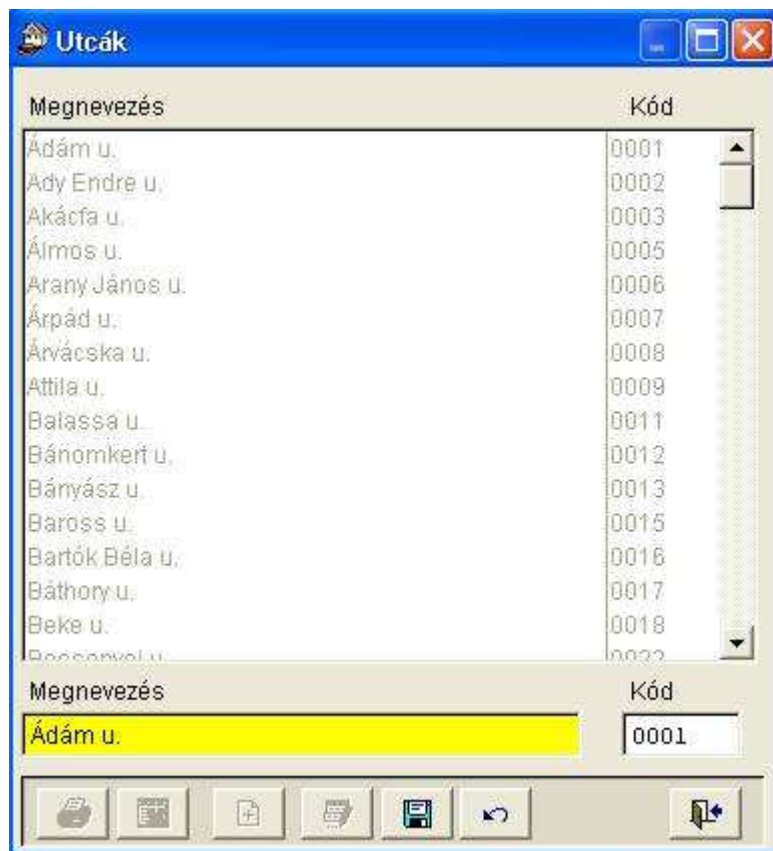 Utcák
Megnevezés Kód
Ádám u. 0001
Ady Endre u. 0002
Akácfa u. 0003
Álmos u. 0005
Arany János u. 0006
Árpád u. 0007
Árvácska u. 0008
Attila u. 0009
Balassa u. 0011
Bánomkert u. 0012
Bányász u. 0013
Baross u. 0015
Bartók Béla u. 0016
Báthory u. 0017
Beke u. 0018
0022
Megnevezés Kód
Ádám u. 0001